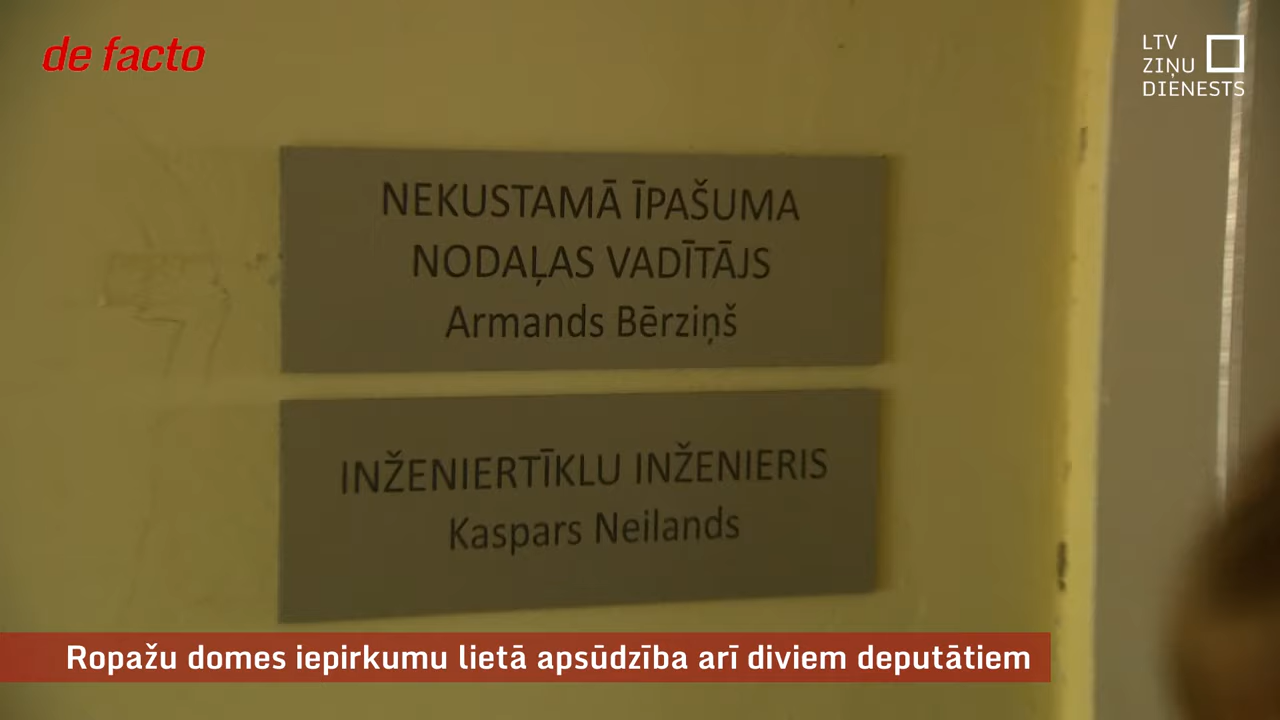 de facto
LTV
ZIŅU
DIENESTS
NEKUSTAMĀ ĪPAŠUMA
NODAĻAS VADĪTĀJS
Armands Bērziņš
INŽENIERTĪKLU INŽENIERIS
Kaspars Neilands
Ropažu domes iepirkumu lietā apsūdzība arī diviem deputātiem